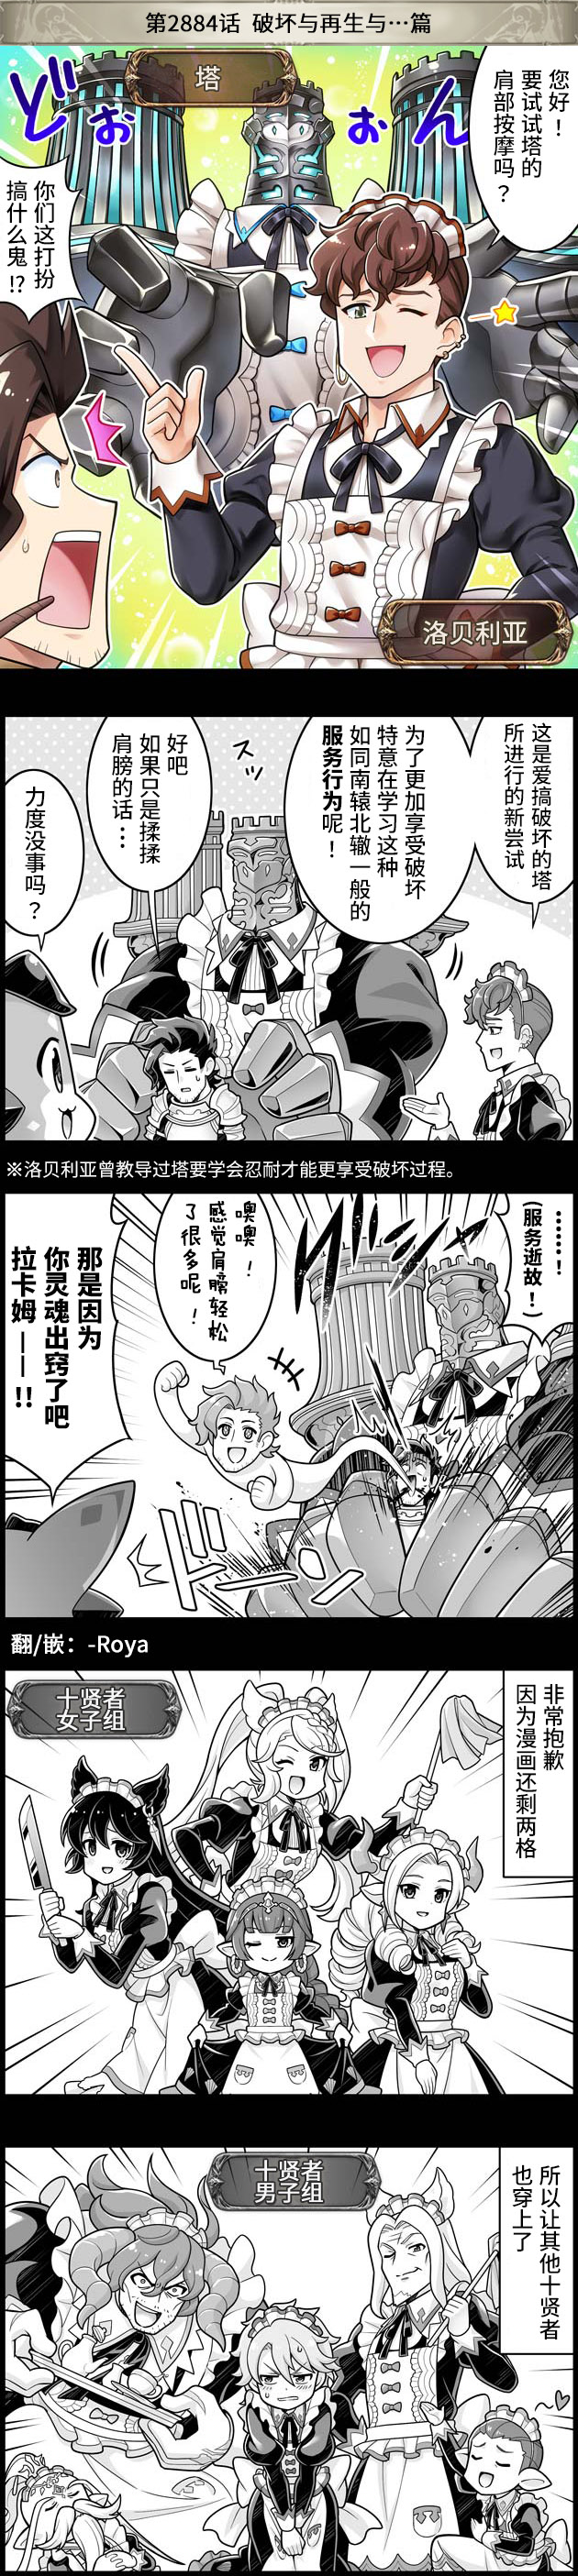 第2884话 破坏与再生与…篇
塔
どおおん
您好！
要试试塔的
肩部按摩吗？
你们这打扮
搞什么鬼！？
洛贝利亚
这是爱搞破坏的塔
所进行的新尝试
为了更加享受破坏
特意在学习这种
如同南辕北辙一般的
服务行为呢！
スッ
好吧
如果只是揉揉
肩膀的话…
力度没事吗？
※洛贝利亚曾教导过塔要学会忍耐才能更享受破坏过程。
……！
（服务逝故！）
噢噢！
感觉肩膀轻松
了很多呢！
那是因为
你灵魂出窍了吧
拉卡姆——！！
ドーン
翻/嵌：-Roya
非常抱歉
因为漫画还剩两格
十贤者
女子组
所以让其他十贤者
也穿上了
十贤者
男子组